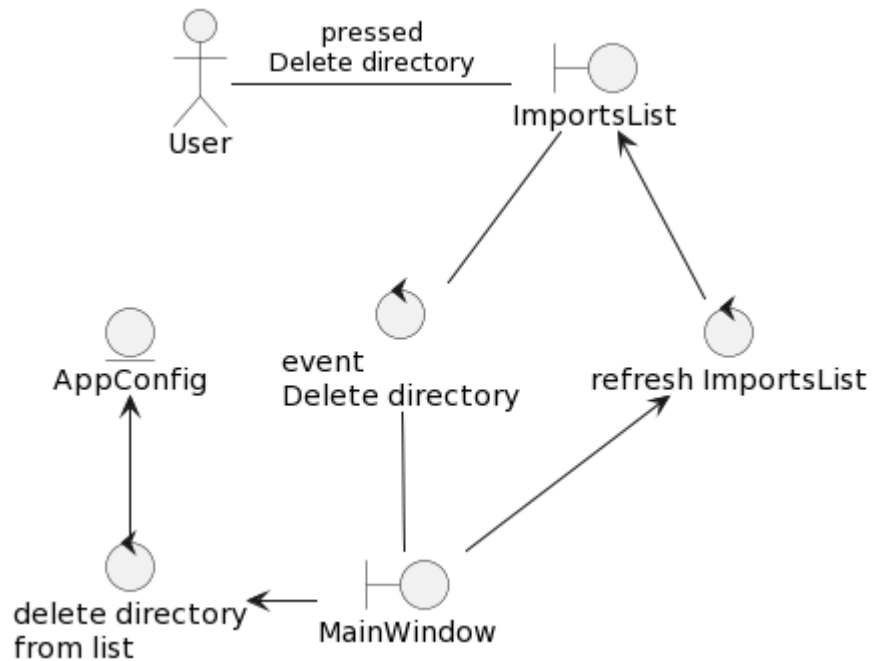 pressed
Delete directory
User
ImportsList
event
Delete directory
AppConfig
refresh ImportsList
delete directory
from list
MainWindow